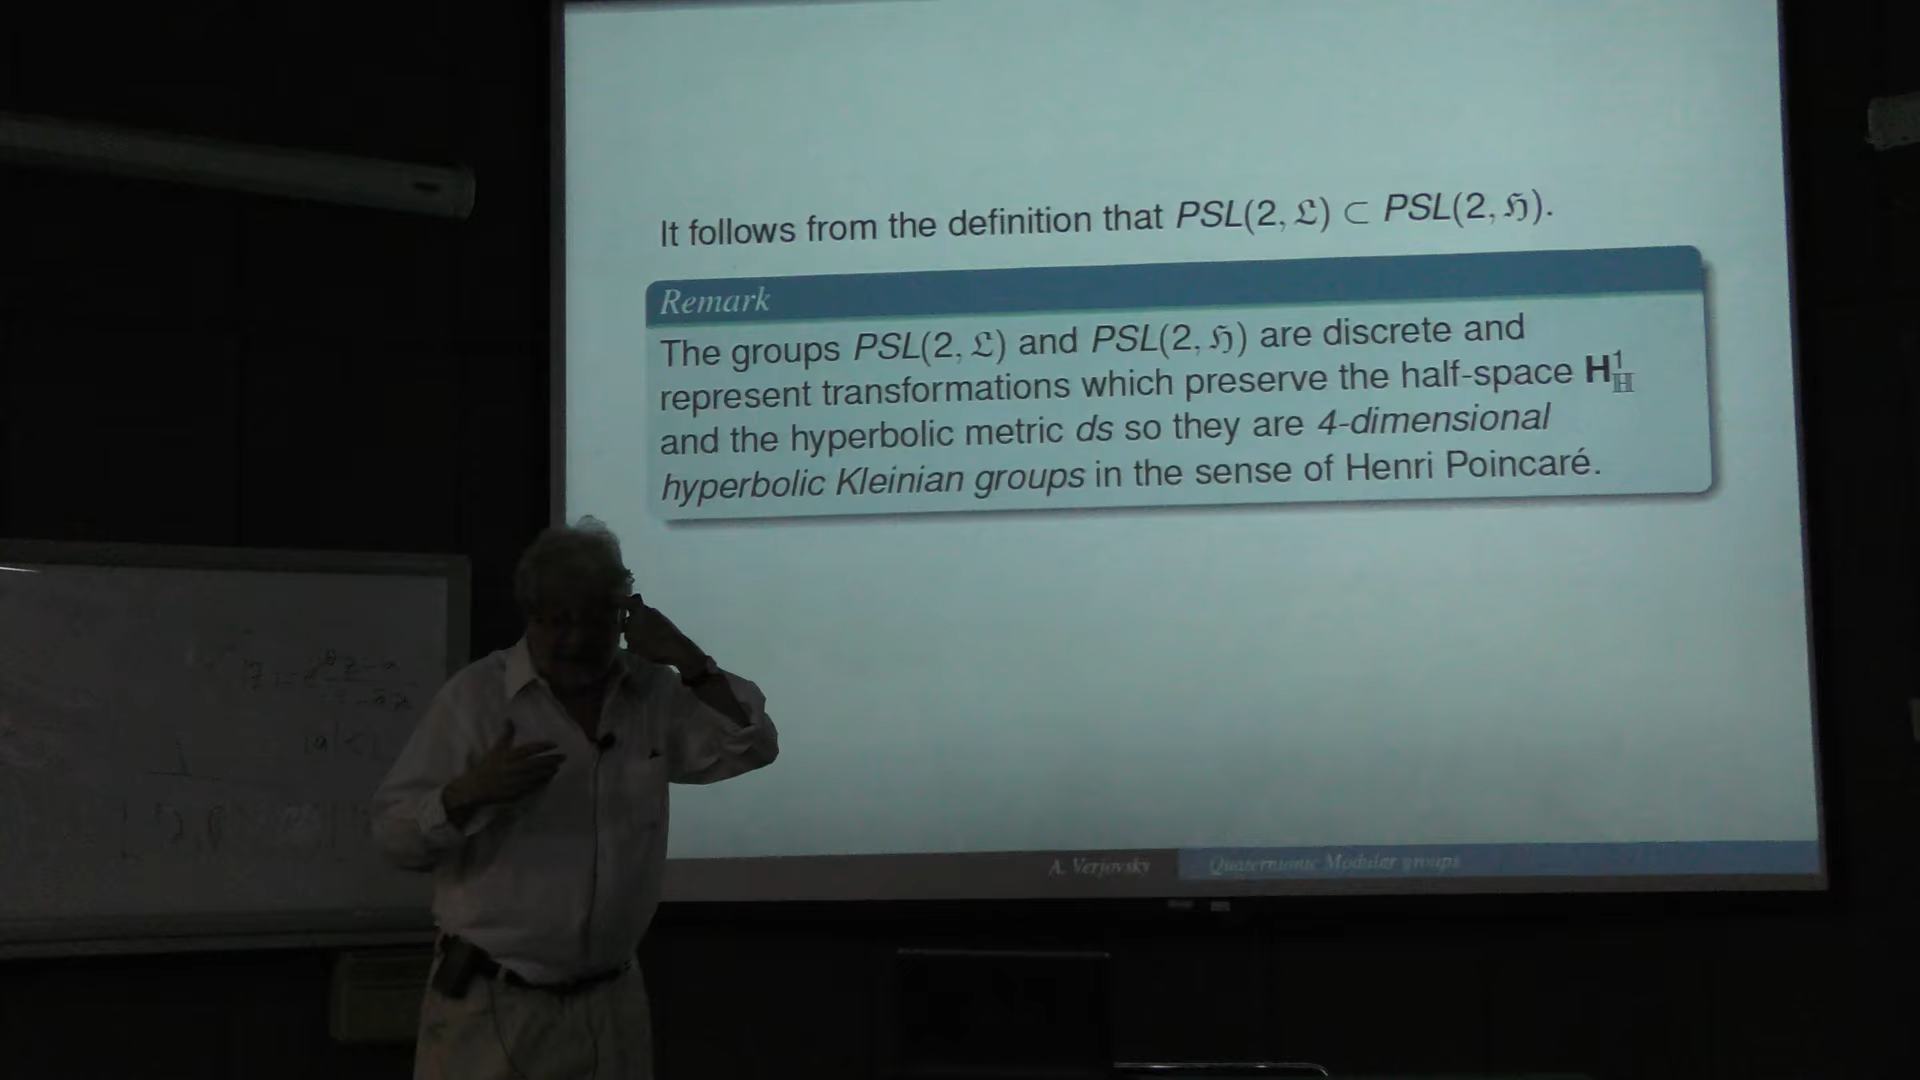 It follows from the definition that PSL(2, 𝔏) ⊂ PSL(2, ℌ).
Remark
The groups PSL(2, 𝔏) and PSL(2, ℌ) are discrete and
represent transformations which preserve the half-space 𝐇¹_ℍ
and the hyperbolic metric ds so they are 4-dimensional
hyperbolic Kleinian groups in the sense of Henri Poincaré.
A. Verjovsky
Quaternionic Modular groups